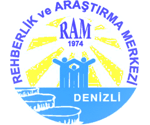 REHBERLİK ve ARAŞTIRMA MERKEZİ
RAM
1974
DENİZLİ